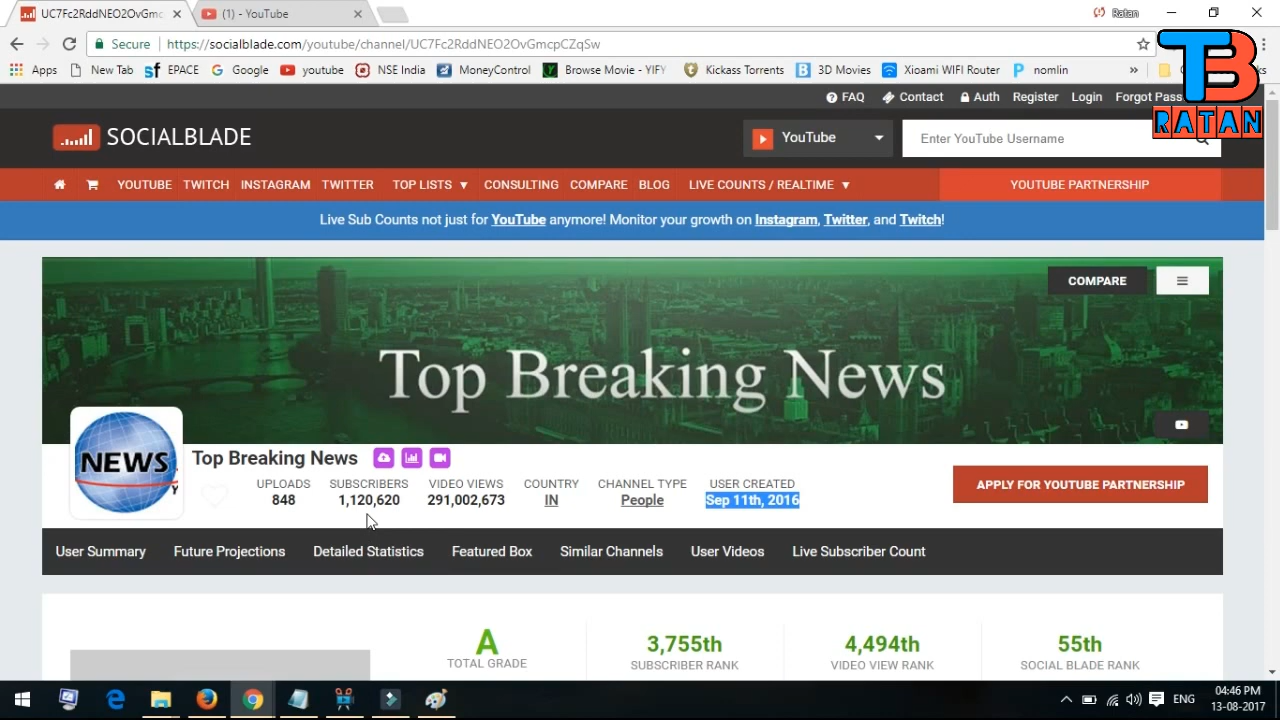 UC7Fc2RddNEO2OvGmc
(1) - YouTube
Ratan
Secure
https://socialblade.com/youtube/channel/UC7Fc2RddNEO2OvGmcpCZqSw
Apps
New Tab
EPACE
Google
youtube
NSE India
MoneyControl
Browse Movie - YIFY
Kickass Torrents
3D Movies
Xioami WIFI Router
nomlin
»
TB
RATAN
FAQ
Contact
Auth
Register
Login
Forgot Pass
SOCIALBLADE
YouTube
Enter YouTube Username
YOUTUBE
TWITCH
INSTAGRAM
TWITTER
TOP LISTS
CONSULTING
COMPARE
BLOG
LIVE COUNTS / REALTIME
YOUTUBE PARTNERSHIP
Live Sub Counts not just for YouTube anymore! Monitor your growth on Instagram, Twitter, and Twitch!
COMPARE
Top Breaking News
NEWS
Top Breaking News
UPLOADS
848
SUBSCRIBERS
1,120,620
VIDEO VIEWS
291,002,673
COUNTRY
IN
CHANNEL TYPE
People
USER CREATED
Sep 11th, 2016
APPLY FOR YOUTUBE PARTNERSHIP
User Summary
Future Projections
Detailed Statistics
Featured Box
Similar Channels
User Videos
Live Subscriber Count
A
TOTAL GRADE
3,755th
SUBSCRIBER RANK
4,494th
VIDEO VIEW RANK
55th
SOCIAL BLADE RANK
ENG
04:46 PM
13-08-2017